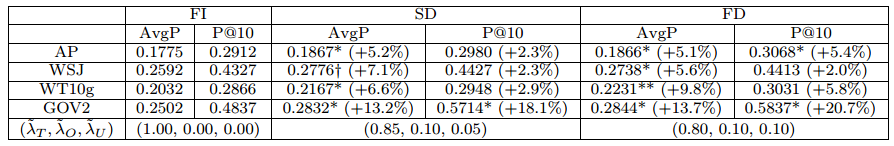 FI SD FD
AvgP P@10 AvgP P@10 AvgP P@10
AP 0.1775 0.2912 0.1867* (+5.2%) 0.2980 (+2.3%) 0.1866* (+5.1%) 0.3068* (+5.4%)
WSJ 0.2592 0.4327 0.2776† (+7.1%) 0.4427 (+2.3%) 0.2738* (+5.6%) 0.4413 (+2.0%)
WT10g 0.2032 0.2866 0.2167* (+6.6%) 0.2948 (+2.9%) 0.2231** (+9.8%) 0.3031 (+5.8%)
GOV2 0.2502 0.4837 0.2832* (+13.2%) 0.5714* (+18.1%) 0.2844* (+13.7%) 0.5837* (+20.7%)
(λ̃_T, λ̃_O, λ̃_U) (1.00, 0.00, 0.00) (0.85, 0.10, 0.05) (0.80, 0.10, 0.10)